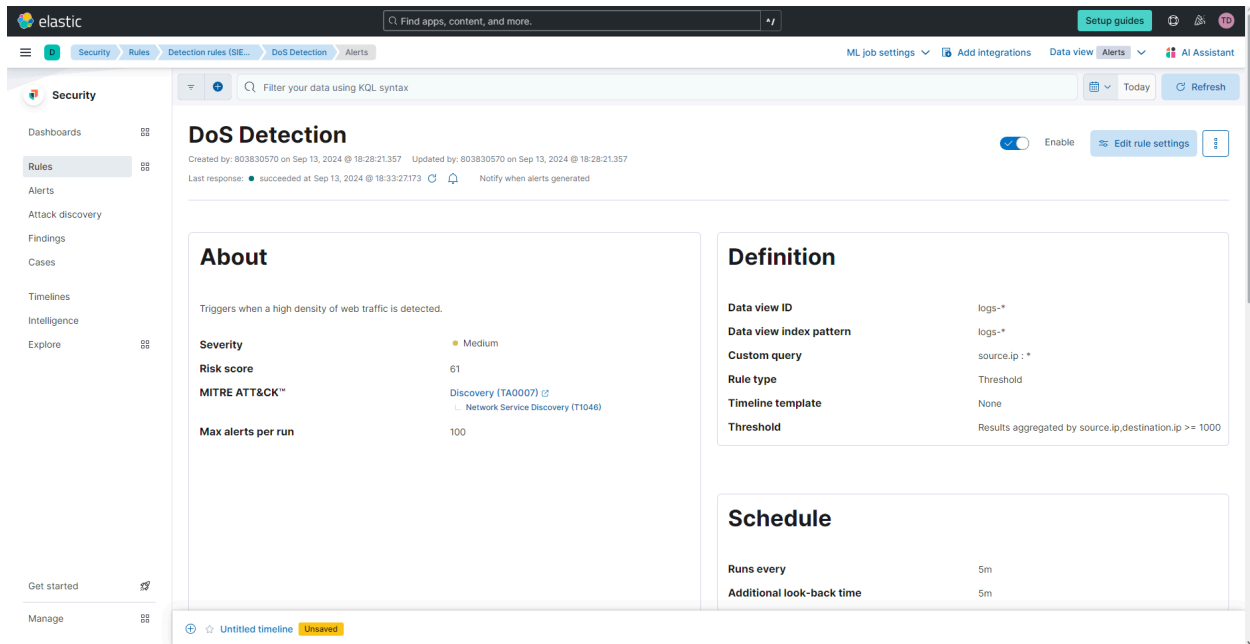 elastic
Find apps, content, and more.
^/
Setup guides
TD
D
Security
Rules
Detection rules (SIE...
DoS Detection
Alerts
ML job settings
Add integrations
Data view Alerts
AI Assistant
Security
Dashboards
Rules
Alerts
Attack discovery
Findings
Cases
Timelines
Intelligence
Explore
Get started
Manage
Filter your data using KQL syntax
Today
Refresh
DoS Detection
Created by: 803830570 on Sep 13, 2024 @ 18:28:21.357 Updated by: 803830570 on Sep 13, 2024 @ 18:28:21.357
Last response: succeeded at Sep 13, 2024 @ 18:33:27.173 Notify when alerts generated
Enable
Edit rule settings
About
Triggers when a high density of web traffic is detected.
Severity Medium
Risk score 61
MITRE ATT&CK™ Discovery (TA0007)
Network Service Discovery (T1046)
Max alerts per run 100
Definition
Data view ID logs-*
Data view index pattern logs-*
Custom query source.ip : *
Rule type Threshold
Timeline template None
Threshold Results aggregated by source.ip,destination.ip >= 1000
Schedule
Runs every 5m
Additional look-back time 5m
Untitled timeline Unsaved